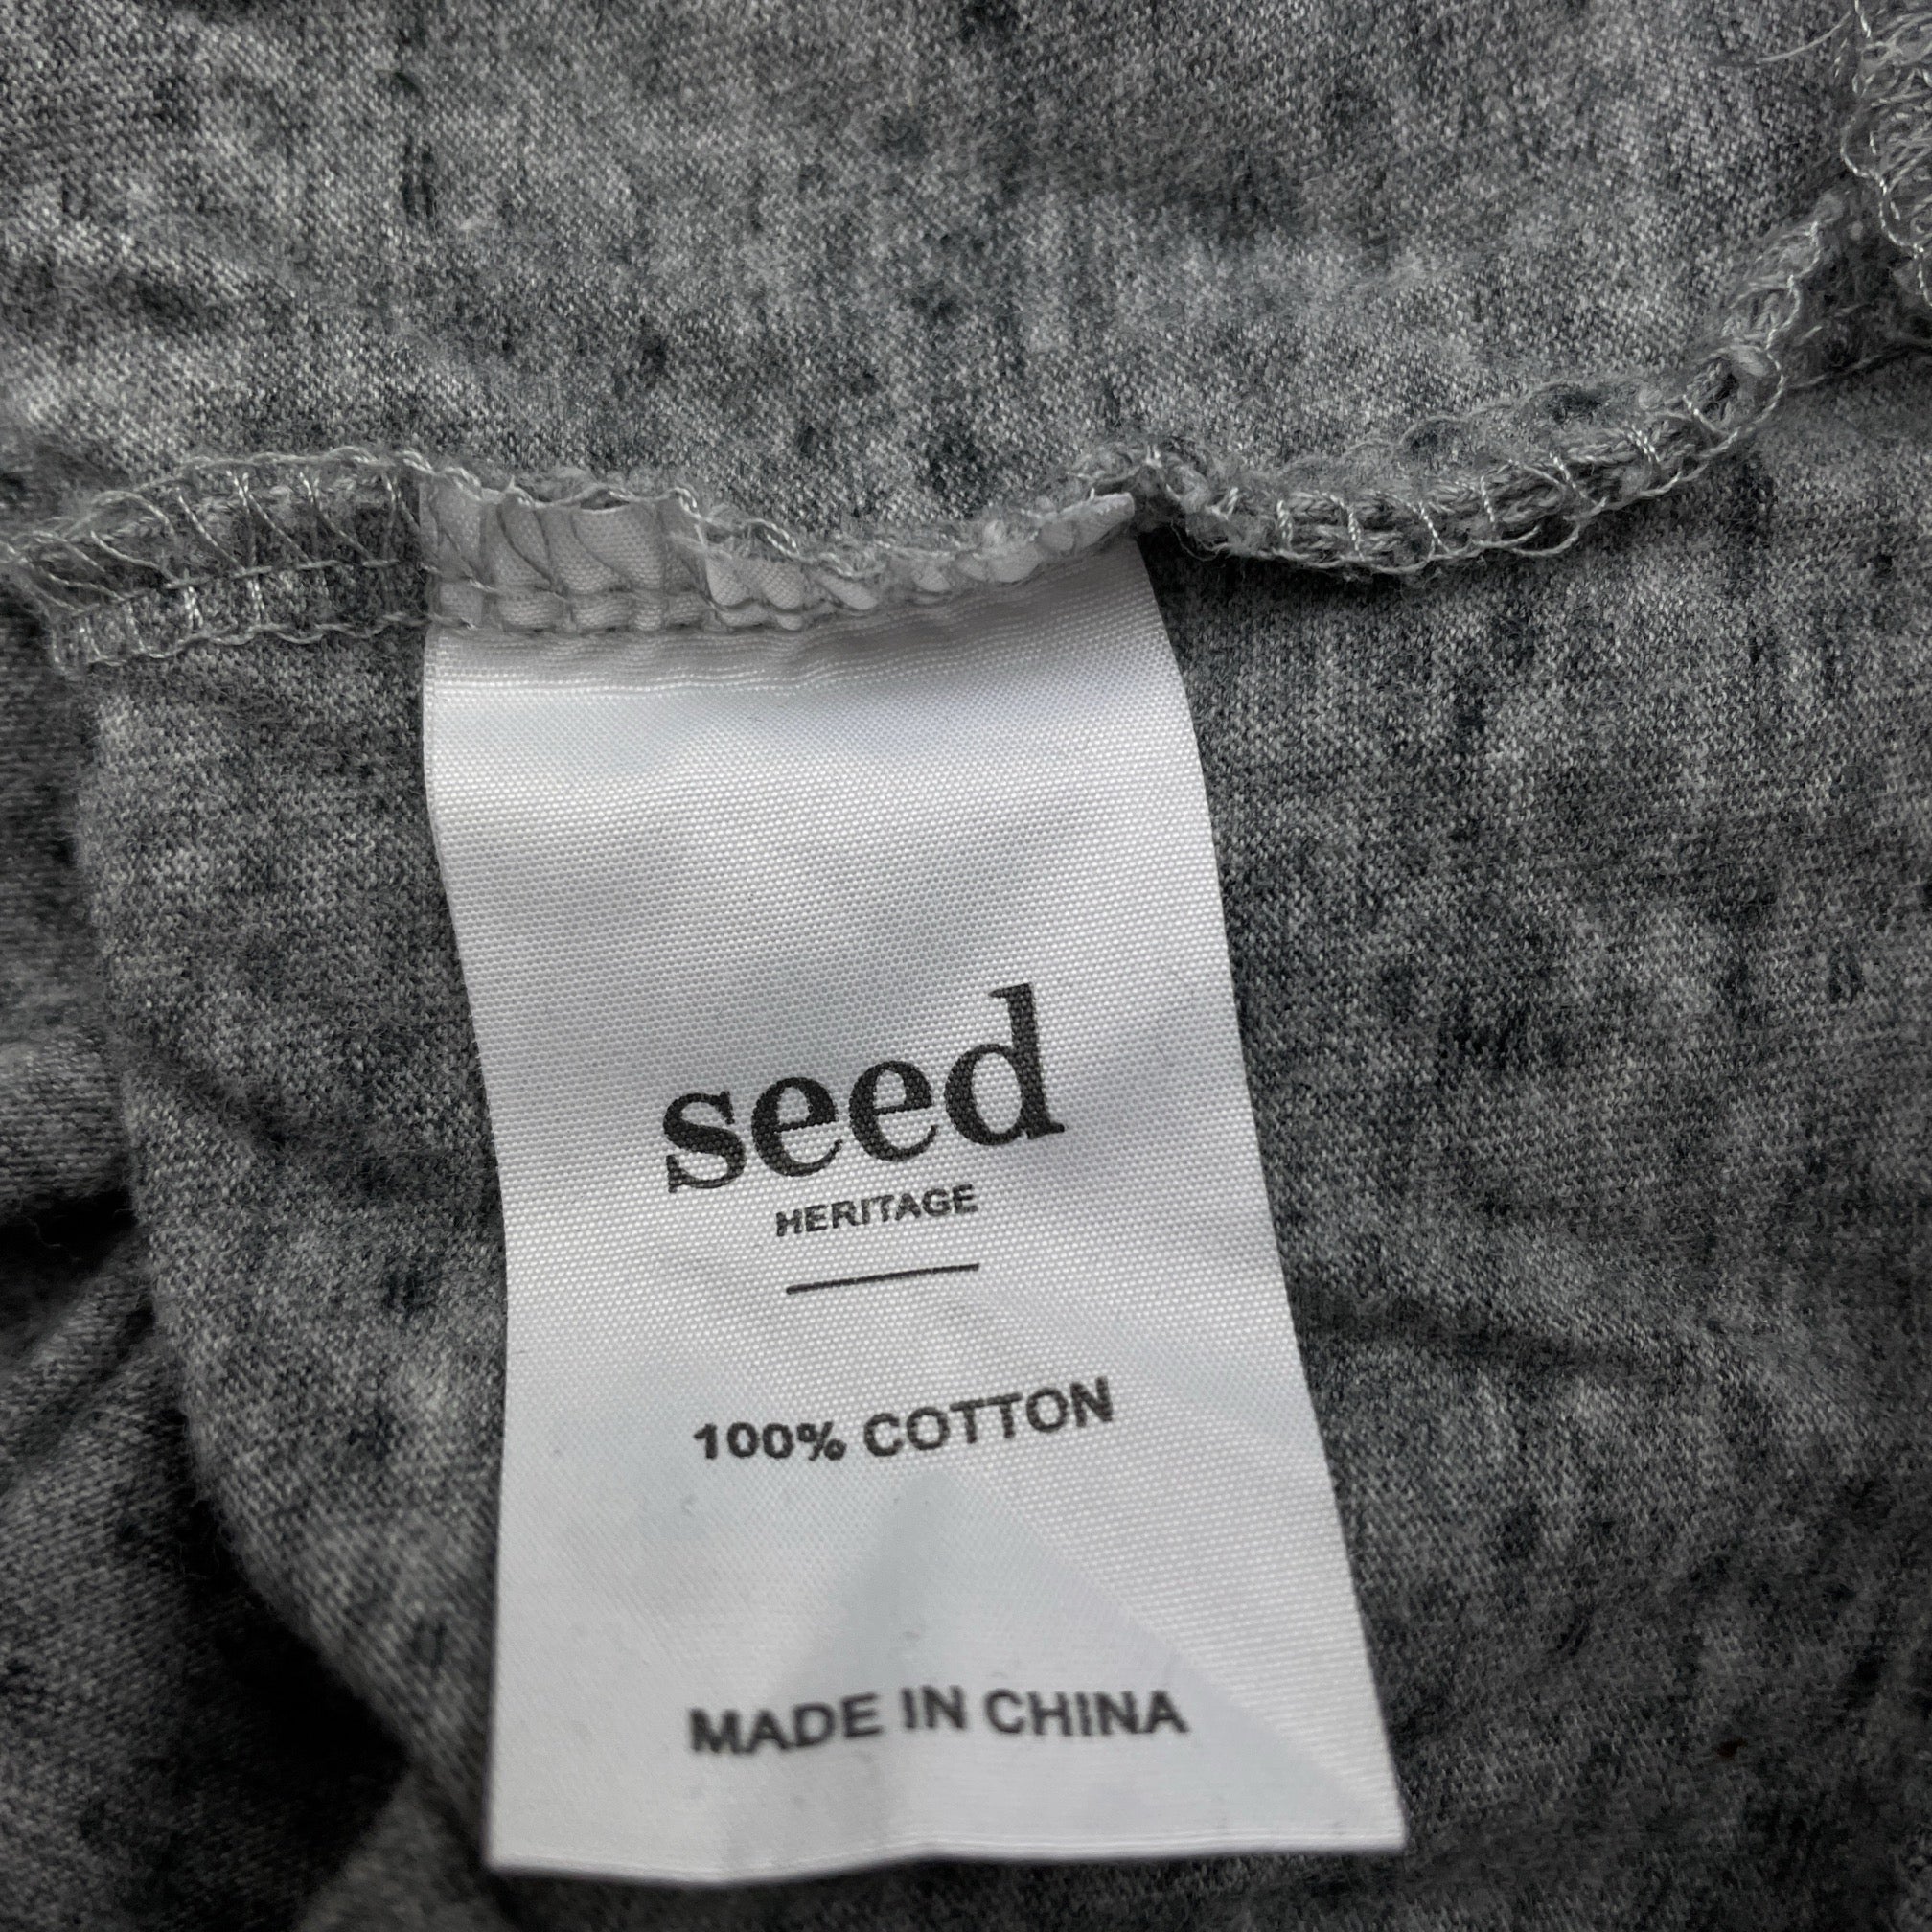 seed
HERITAGE
100% COTTON
MADE IN CHINA